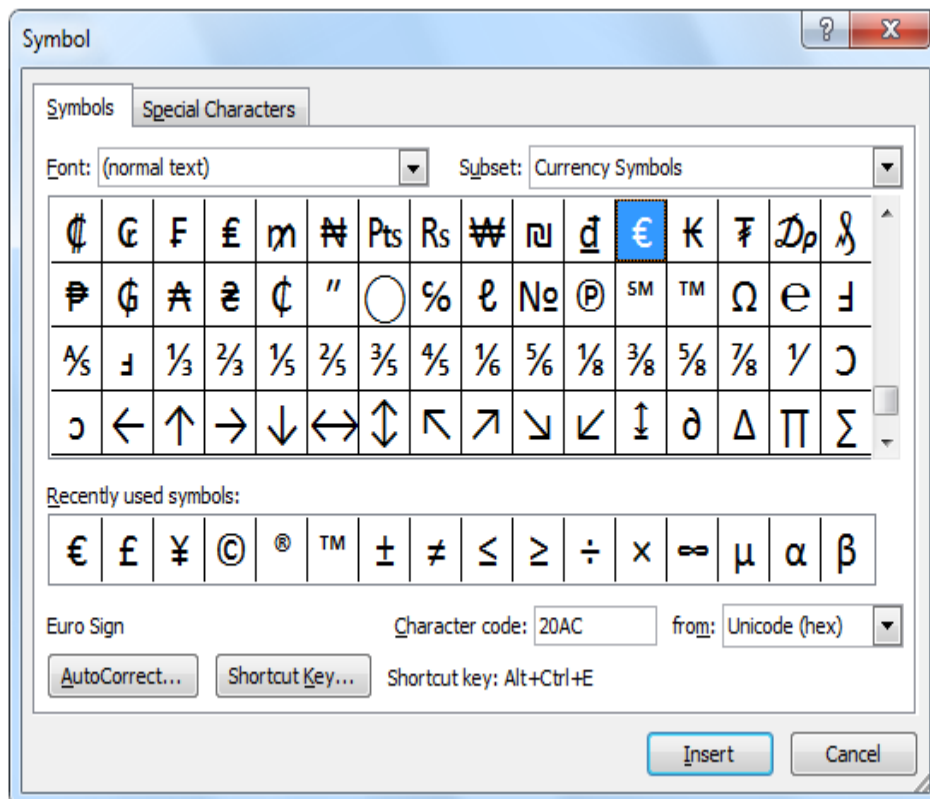 Symbol
Symbols Special Characters
Font: (normal text) Subset: Currency Symbols
₡ ₢ ₣ ₤ ₥ ₦ ₧ ₨ ₩ ₪ ₫ € ₭ ₮ ₯ ₰
₱ ₲ ₳ ₴ ₵ ″ ⃝ ℅ ℓ № ℗ ℠ ™ Ω ℮ Ⅎ
⅍ ⅎ ⅓ ⅔ ⅕ ⅖ ⅗ ⅘ ⅙ ⅚ ⅛ ⅜ ⅝ ⅞ ⅟ Ↄ
ↄ ← ↑ → ↓ ↔ ↕ ↖ ↗ ↘ ↙ ↨ ∂ ∆ ∏ ∑
Recently used symbols:
€ £ ¥ © ® ™ ± ≠ ≤ ≥ ÷ × ∞ µ α β
Euro Sign Character code: 20AC from: Unicode (hex)
AutoCorrect... Shortcut Key... Shortcut key: Alt+Ctrl+E
Insert Cancel